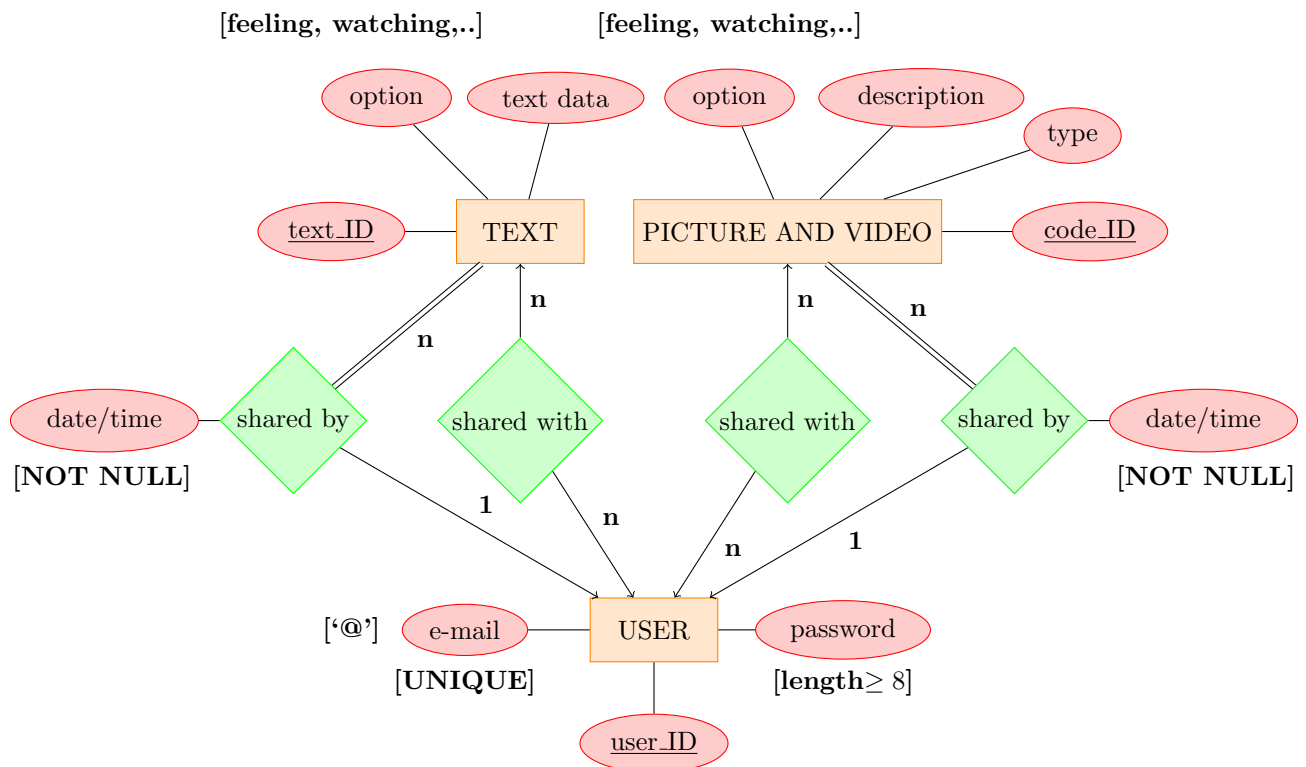 [feeling, watching,..]
[feeling, watching,..]
option
text data
option
description
type
text_ID
TEXT
PICTURE AND VIDEO
code_ID
n
n
n
n
date/time
shared by
shared with
shared with
shared by
date/time
[NOT NULL]
[NOT NULL]
1
n
n
1
['@']
e-mail
USER
password
[UNIQUE]
[length≥ 8]
user_ID